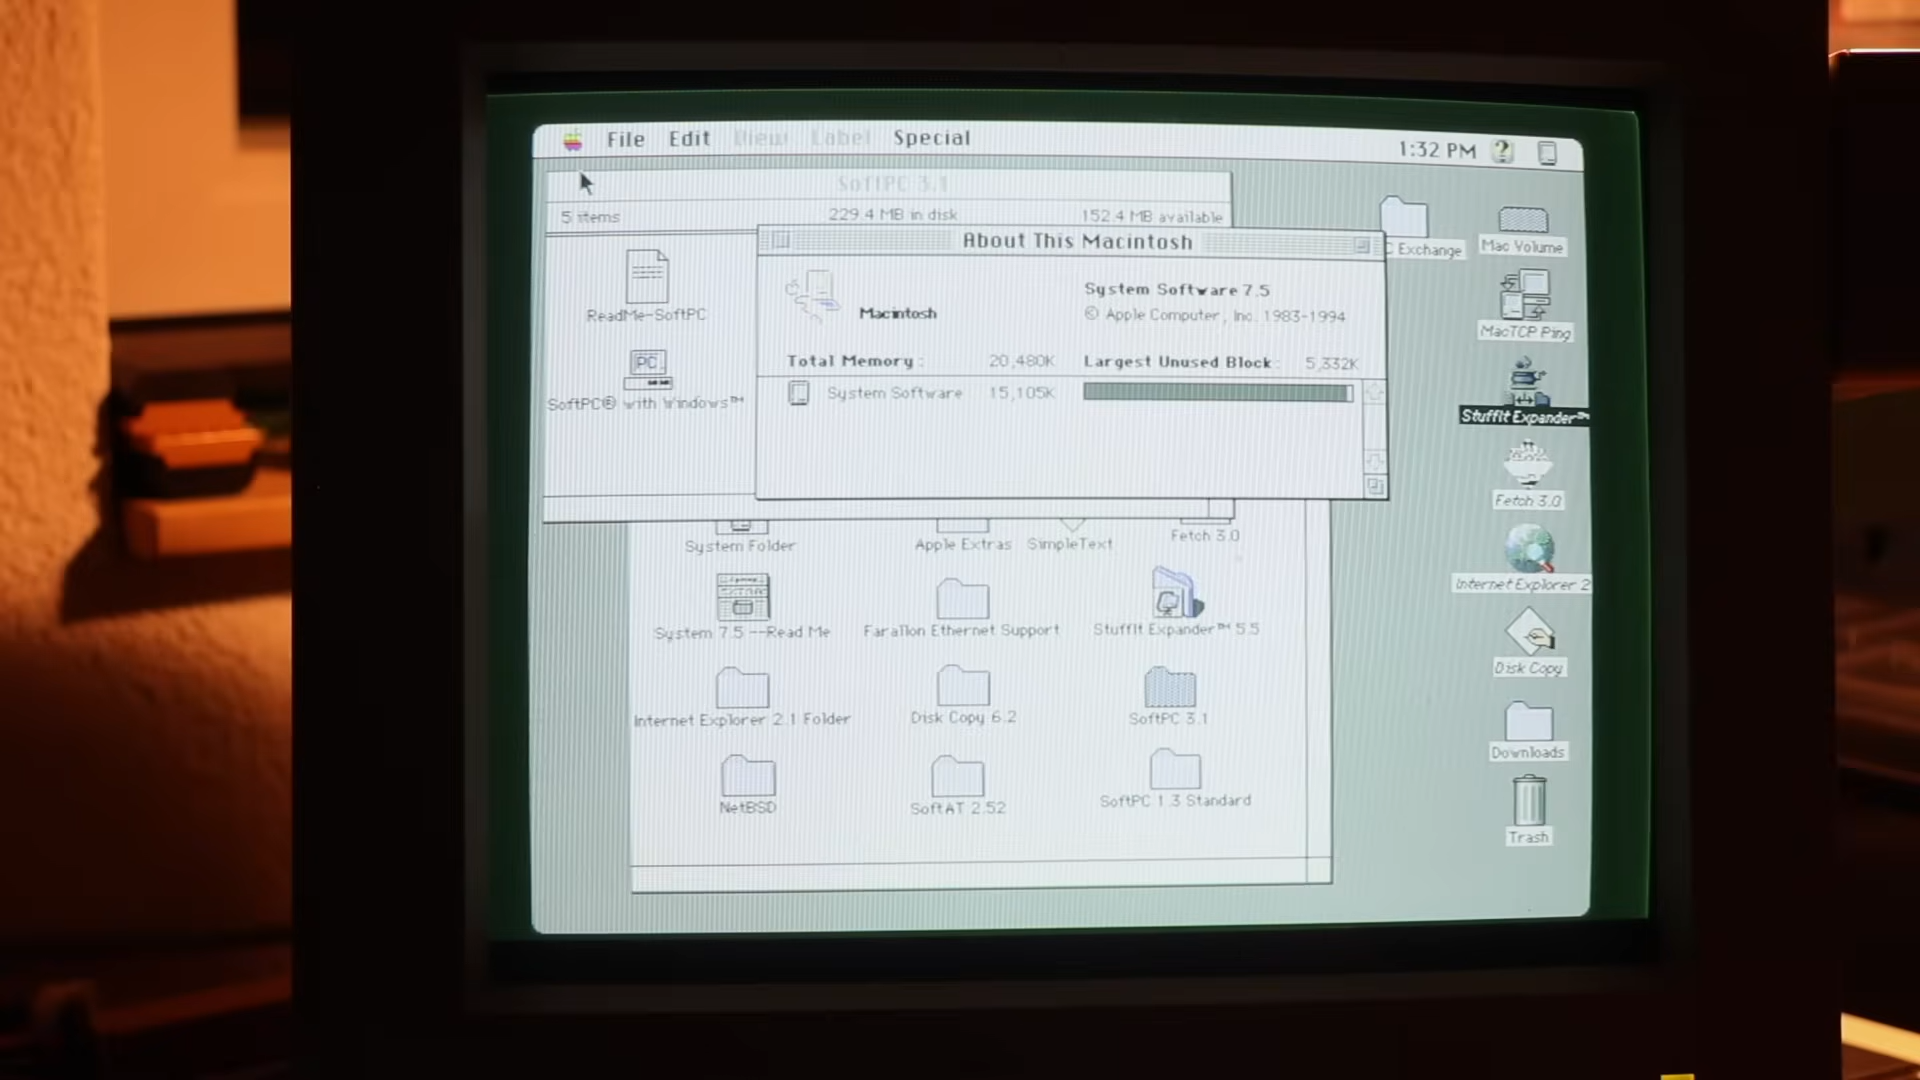 File Edit View Label Special 1:32 PM
SoftPC 3.1
5 items 229.4 MB in disk 152.4 MB available
ReadMe-SoftPC
PC
SoftPC® with Windows™
About This Macintosh
Macintosh
System Software 7.5
© Apple Computer, Inc. 1983-1994
Total Memory : 20,480K Largest Unused Block : 5,332K
System Software 15,105K
System Folder Apple Extras SimpleText Fetch 3.0
System 7.5 --Read Me Farallon Ethernet Support StuffIt Expander™ 5.5
Internet Explorer 2.1 Folder Disk Copy 6.2 SoftPC 3.1
NetBSD SoftAT 2.52 SoftPC 1.3 Standard
C Exchange
Mac Volume
MacTCP Ping
StuffIt Expander™
Fetch 3.0
Internet Explorer 2
Disk Copy
Downloads
Trash